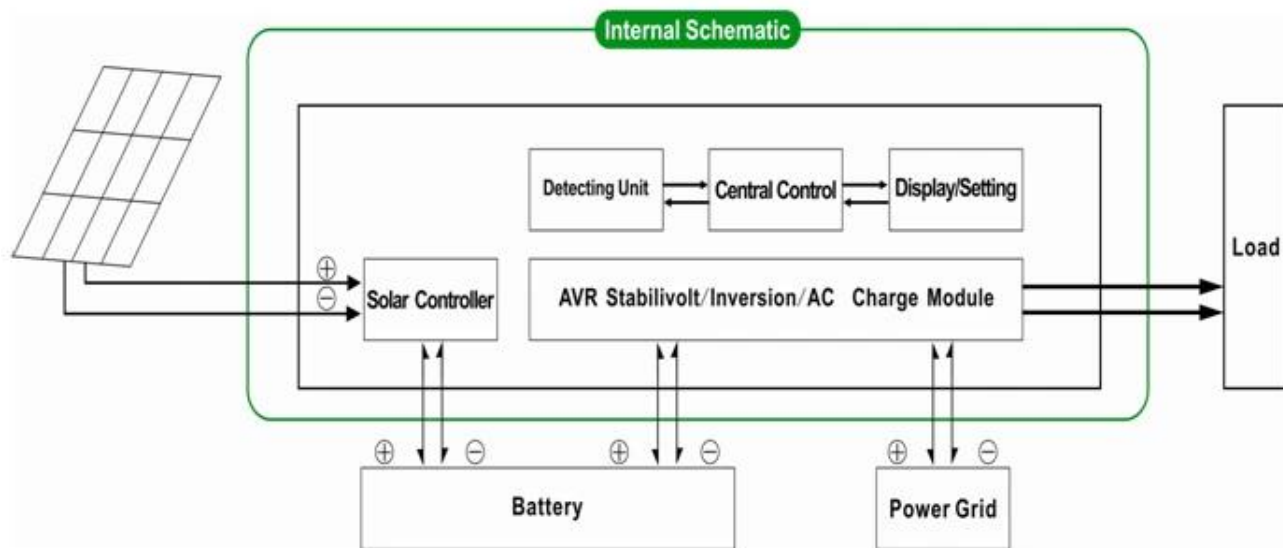 Internal Schematic
Detecting Unit
Central Control
Display/Setting
Load
⊕
⊖
Solar Controller
AVR Stabilivolt/Inversion/AC Charge Module
⊕ ⊖
⊕ ⊖
⊕ ⊖
Battery
Power Grid